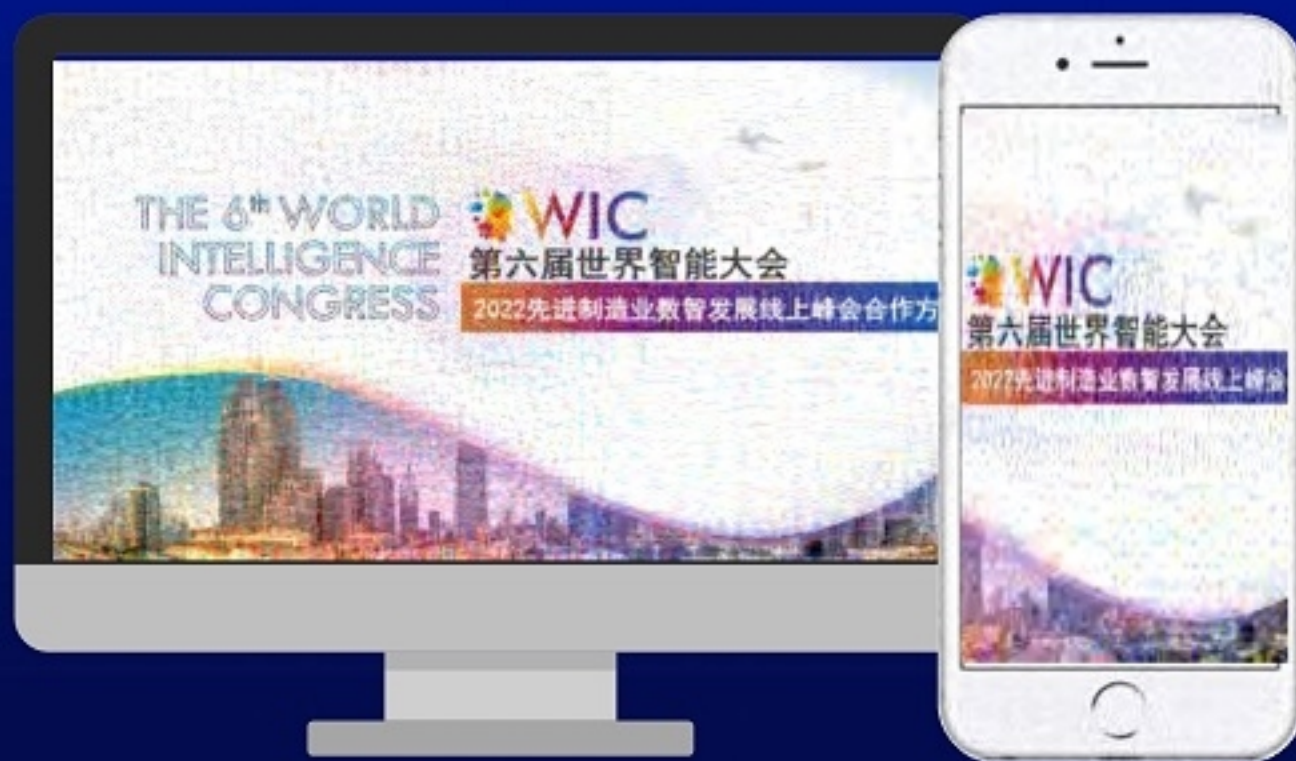 THE 6th WORLD
INTELLIGENCE
CONGRESS
WIC
第六届世界智能大会
2022先进制造业数智发展线上峰会合作方
WIC
第六届世界智能大会
2022先进制造业数智发展线上峰会